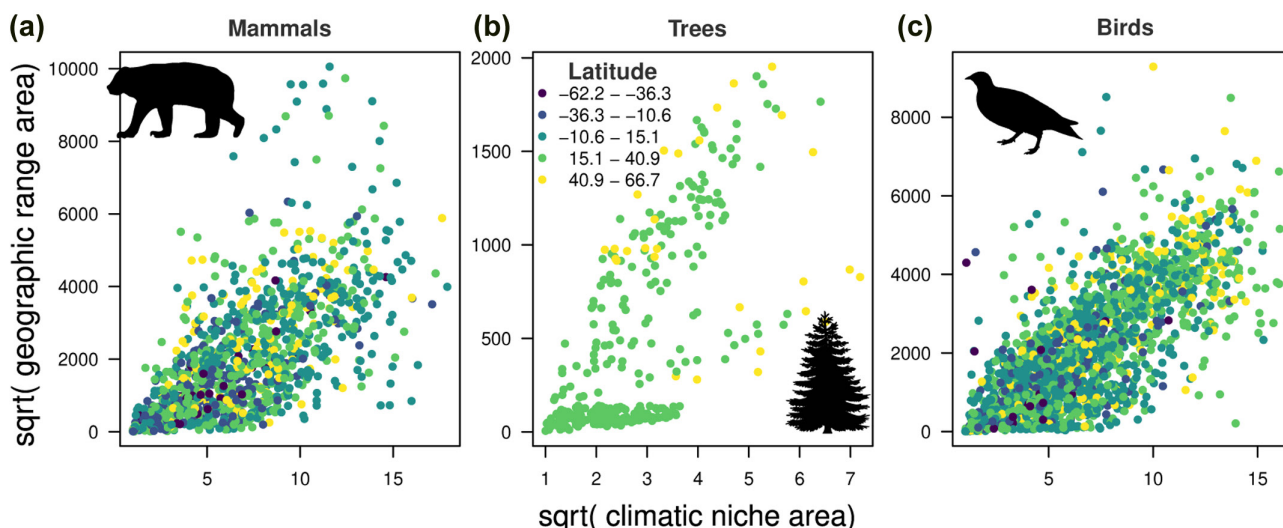 (a) Mammals
(b) Trees
(c) Birds
sqrt( geographic range area)
10000
8000
6000
4000
2000
0
5 10 15
2000
1500
1000
500
0
Latitude
−62.2 − −36.3
−36.3 − −10.6
−10.6 − 15.1
15.1 − 40.9
40.9 − 66.7
1 2 3 4 5 6 7
8000
6000
4000
2000
0
5 10 15
sqrt( climatic niche area)